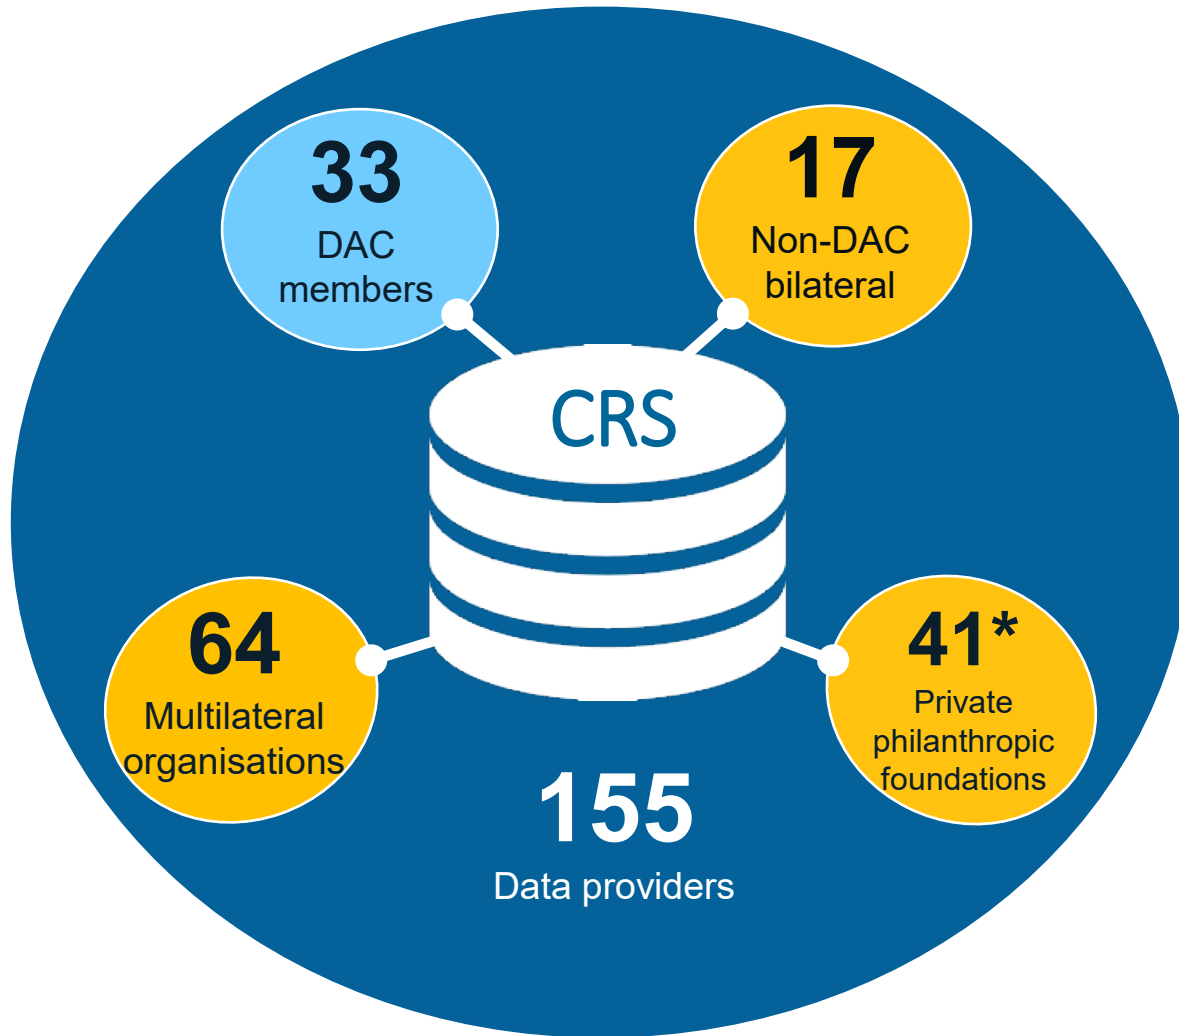 33
DAC
members
17
Non-DAC
bilateral
CRS
64
Multilateral
organisations
41*
Private
philanthropic
foundations
155
Data providers